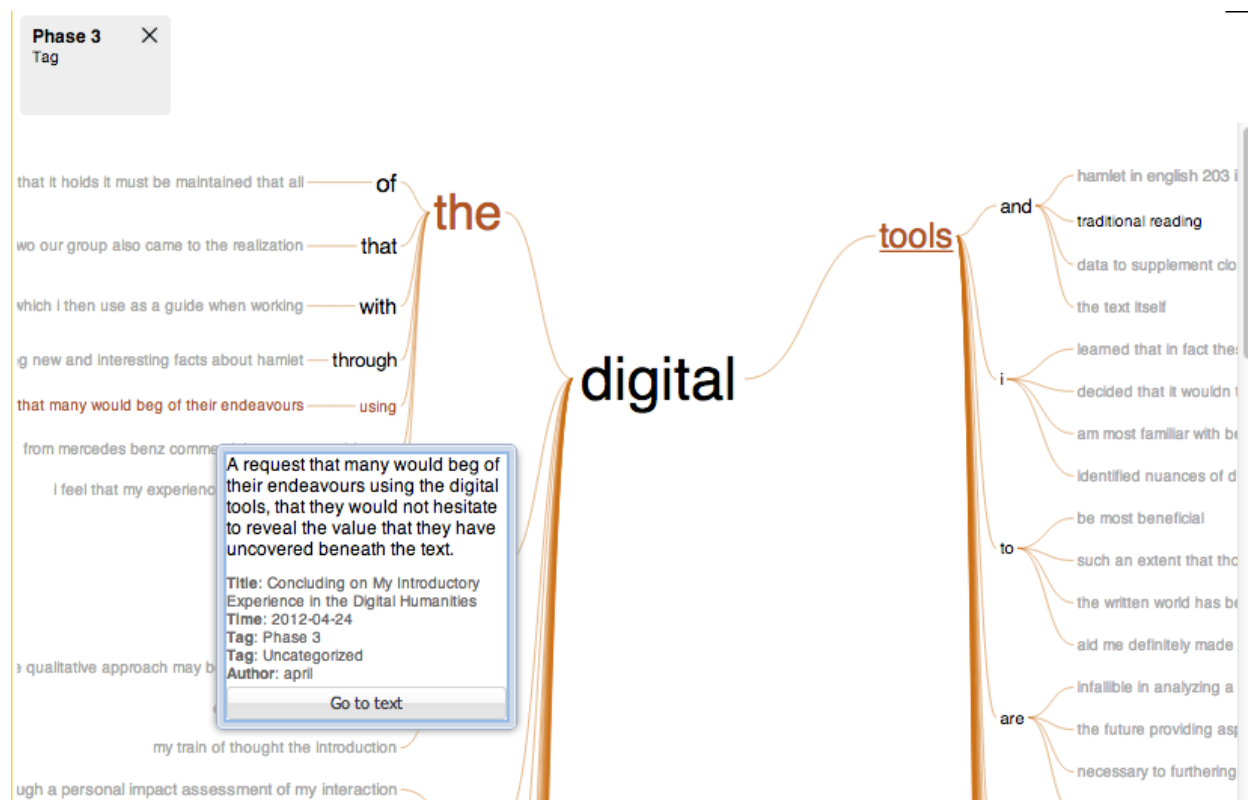 Phase 3
Tag
that it holds it must be maintained that all
of
the
that
our group also came to the realization
with
which i then use as a guide when working
through
new and interesting facts about hamlet
that many would beg of their endeavours
using
from mercedes benz
i feel that my
A request that many would beg of
their endeavours using the digital
tools, that they would not hesitate
to reveal the value that they have
uncovered beneath the text.
Title: Concluding on My Introductory
Experience in the Digital Humanities
Time: 2012-04-24
Tag: Phase 3
Tag: Uncategorized
Author: april
Go to text
qualitative approach may
my train of thought the introduction
a personal impact assessment of my interaction
digital
tools
and
hamlet in english 203
traditional reading
data to supplement
the text itself
i
learned that in fact
decided that it wouldn
am most familiar with
identified nuances of
to
be most beneficial
such an extent that
the written world has
aid me definitely made
are
infallible in analyzing a
the future providing
necessary to furthering